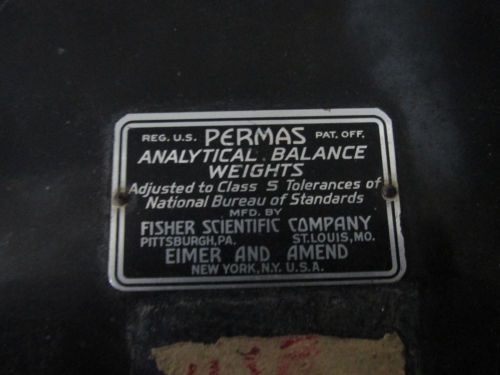 REG. U.S. PERMAS PAT. OFF.
ANALYTICAL BALANCE
WEIGHTS
Adjusted to Class S Tolerances of
National Bureau of Standards
MFD. BY
FISHER SCIENTIFIC COMPANY
PITTSBURGH, PA. ST. LOUIS, MO.
EIMER AND AMEND
NEW YORK, N.Y. U.S.A.